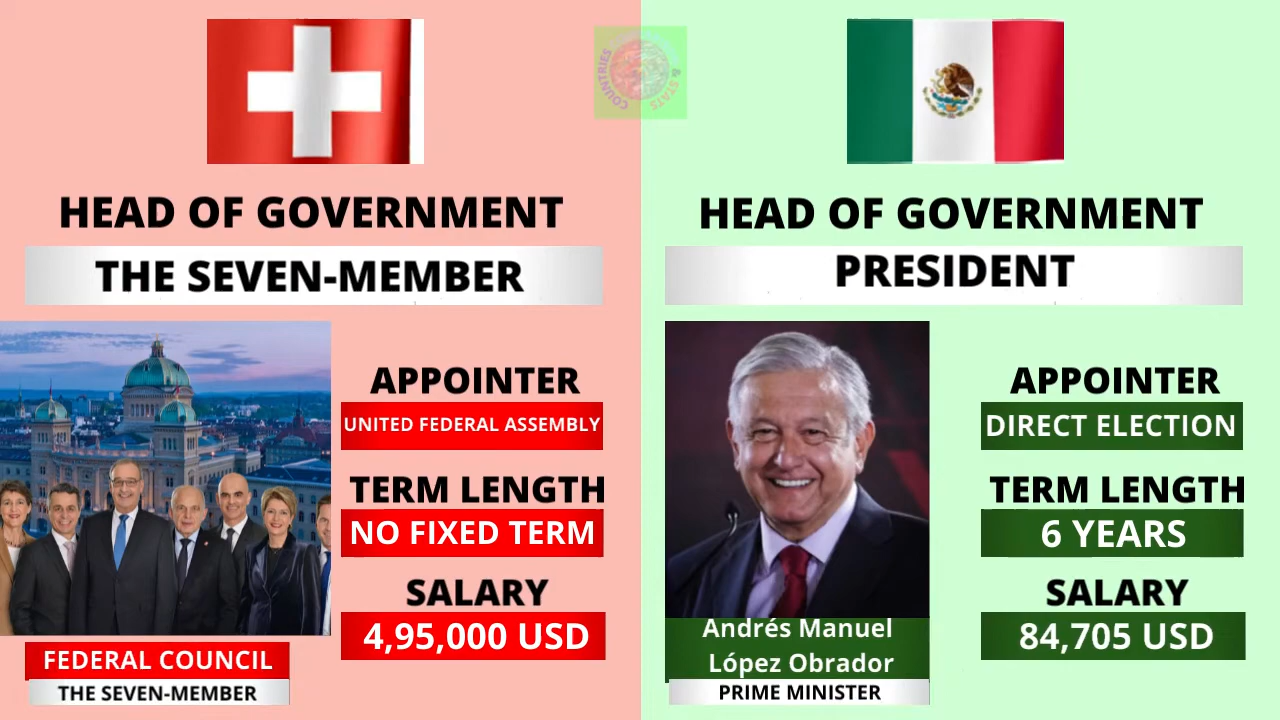 COUNTRIES
& STATS
HEAD OF GOVERNMENT
THE SEVEN-MEMBER
APPOINTER
UNITED FEDERAL ASSEMBLY
TERM LENGTH
NO FIXED TERM
SALARY
4,95,000 USD
FEDERAL COUNCIL
THE SEVEN-MEMBER
HEAD OF GOVERNMENT
PRESIDENT
APPOINTER
DIRECT ELECTION
TERM LENGTH
6 YEARS
SALARY
84,705 USD
Andrés Manuel
López Obrador
PRIME MINISTER